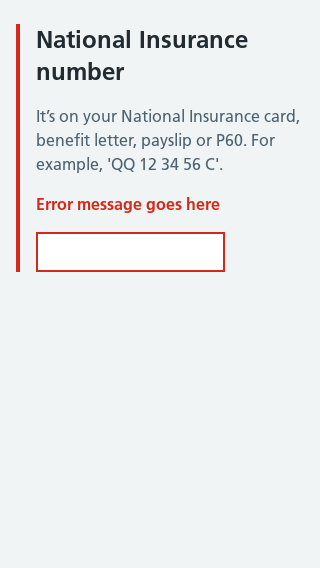 National Insurance
number
It’s on your National Insurance card,
benefit letter, payslip or P60. For
example, 'QQ 12 34 56 C'.
Error message goes here